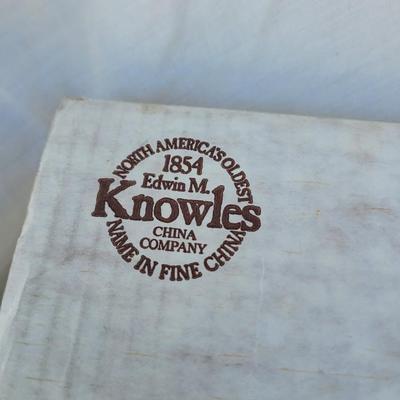 NORTH AMERICA'S OLDEST
1854
Edwin M.
Knowles
CHINA
COMPANY
NAME IN FINE CHINA